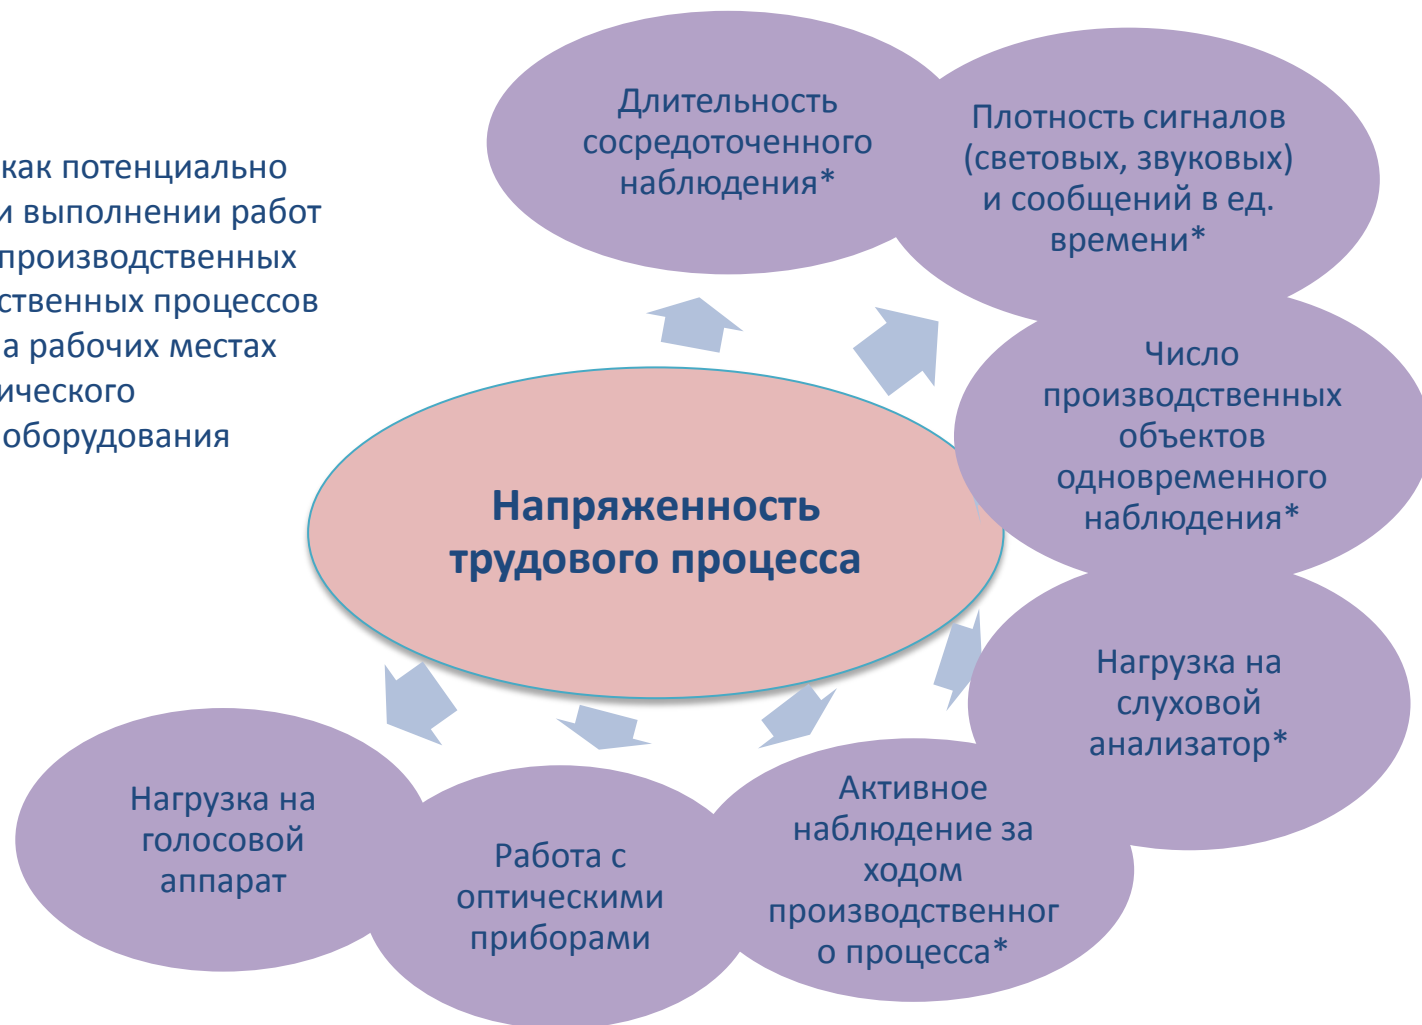 как потенциально
и выполнении работ
производственных
ственных процессов
а рабочих местах
ического
оборудования
Длительность
сосредоточенного
наблюдения*
Плотность сигналов
(световых, звуковых)
и сообщений в ед.
времени*
Число
производственных
объектов
одновременного
наблюдения*
Напряженность
трудового процесса
Нагрузка на
слуховой
анализатор*
Активное
наблюдение за
ходом
производственног
о процесса*
Работа с
оптическими
приборами
Нагрузка на
голосовой
аппарат